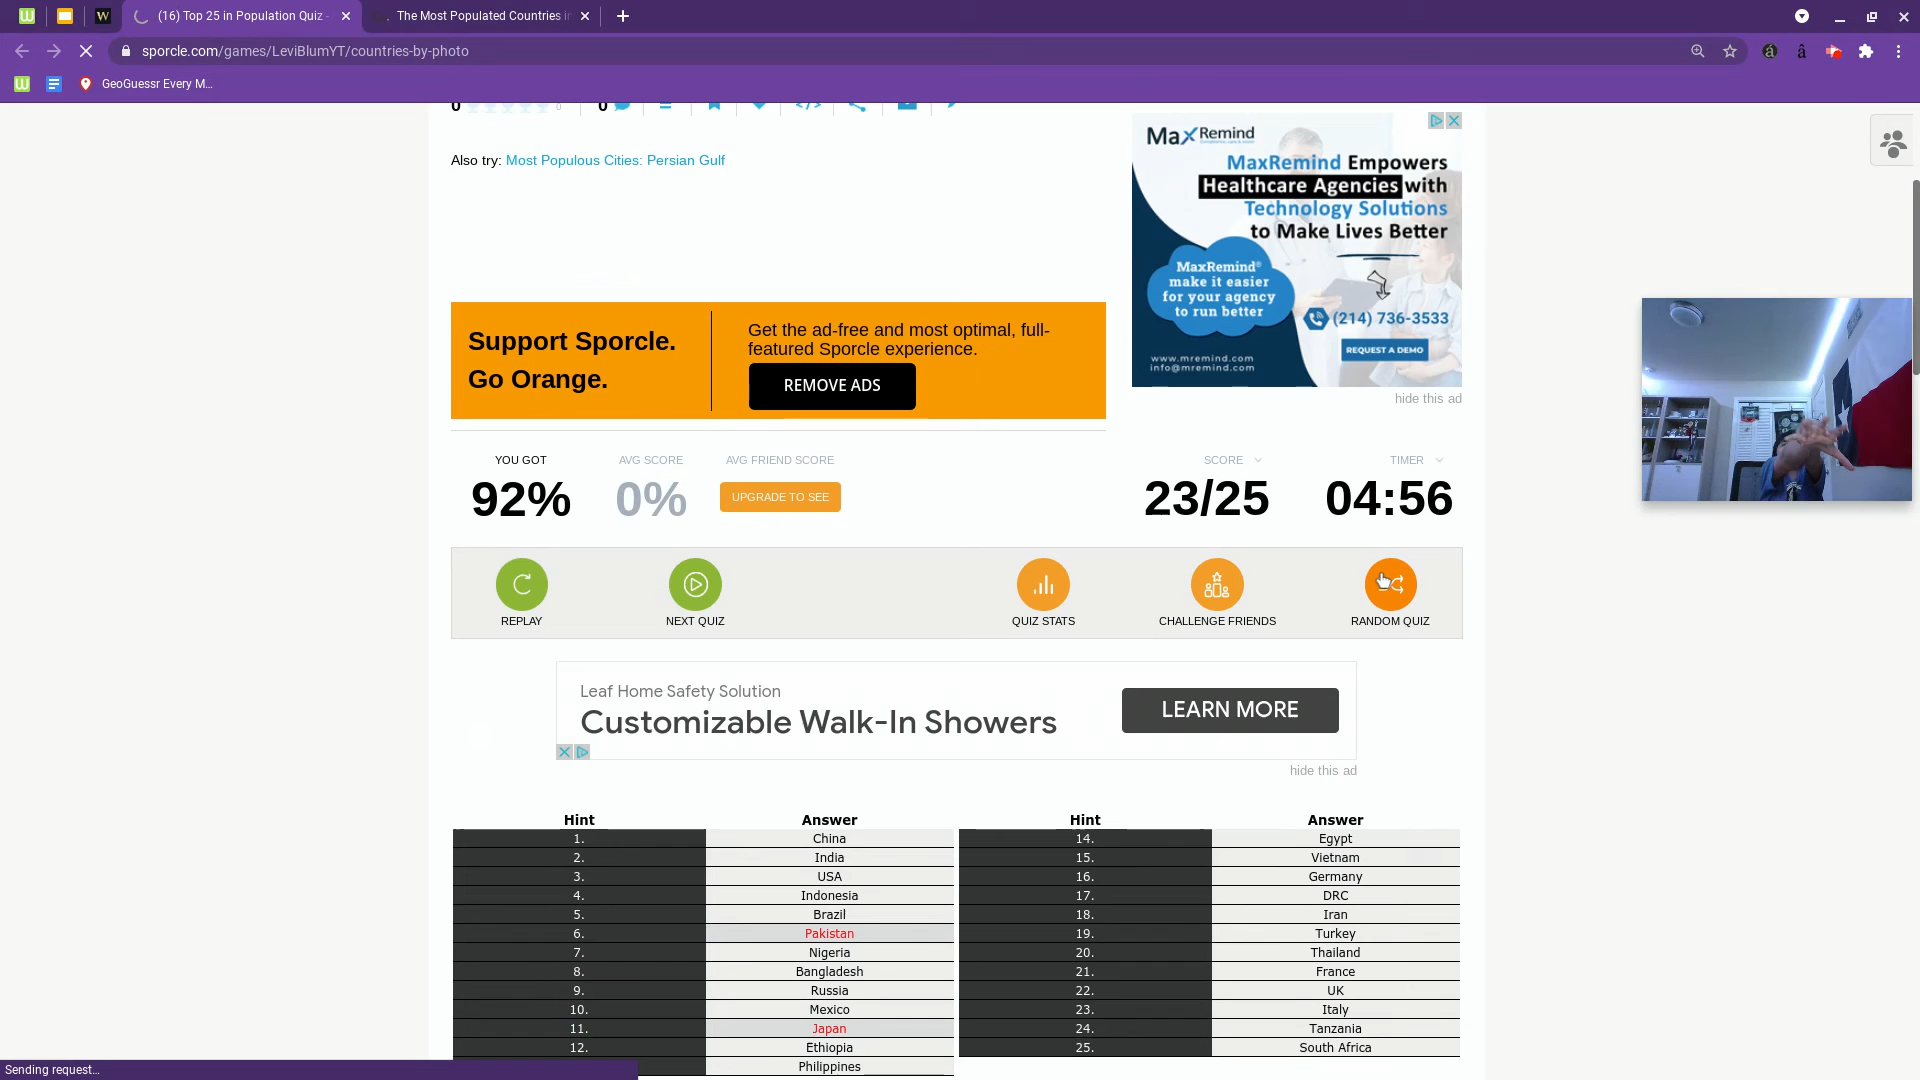 (16) Top 25 in Population Quiz -
The Most Populated Countries i
sporcle.com/games/LeviBlumYT/countries-by-photo
GeoGuessr Every M...
0
0
0
Also try: Most Populous Cities: Persian Gulf
MaxRemind
MaxRemind Empowers
Healthcare Agencies with
Technology Solutions
to Make Lives Better
MaxRemind®
make it easier
for your agency
to run better
(214) 736-3533
REQUEST A DEMO
www.mremind.com
info@mremind.com
hide this ad
Support Sporcle.
Go Orange.
Get the ad-free and most optimal, full-
featured Sporcle experience.
REMOVE ADS
YOU GOT
92%
AVG SCORE
0%
AVG FRIEND SCORE
UPGRADE TO SEE
SCORE
23/25
TIMER
04:56
REPLAY
NEXT QUIZ
QUIZ STATS
CHALLENGE FRIENDS
RANDOM QUIZ
Leaf Home Safety Solution
Customizable Walk-In Showers
LEARN MORE
hide this ad
Hint Answer
1. China
2. India
3. USA
4. Indonesia
5. Brazil
6. Pakistan
7. Nigeria
8. Bangladesh
9. Russia
10. Mexico
11. Japan
12. Ethiopia
Philippines
Hint Answer
14. Egypt
15. Vietnam
16. Germany
17. DRC
18. Iran
19. Turkey
20. Thailand
21. France
22. UK
23. Italy
24. Tanzania
25. South Africa
Sending request...